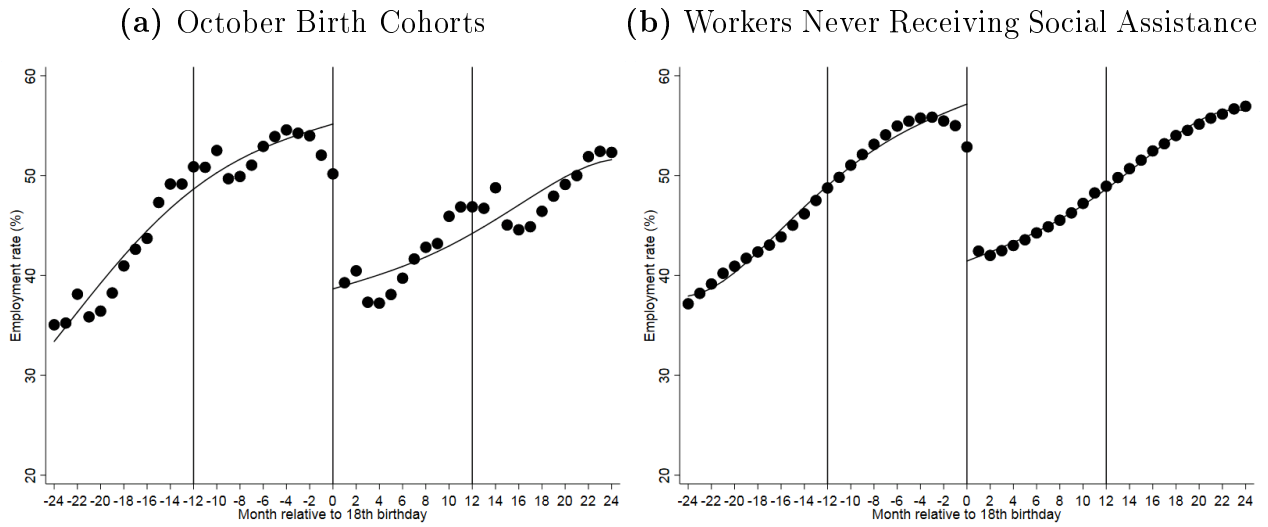 (a) October Birth Cohorts
60
50
40
30
20
Employment rate (%)
-24 -22 -20 -18 -16 -14 -12 -10 -8 -6 -4 -2 0 2 4 6 8 10 12 14 16 18 20 22 24
Month relative to 18th birthday
(b) Workers Never Receiving Social Assistance
60
50
40
30
20
Employment rate (%)
-24 -22 -20 -18 -16 -14 -12 -10 -8 -6 -4 -2 0 2 4 6 8 10 12 14 16 18 20 22 24
Month relative to 18th birthday